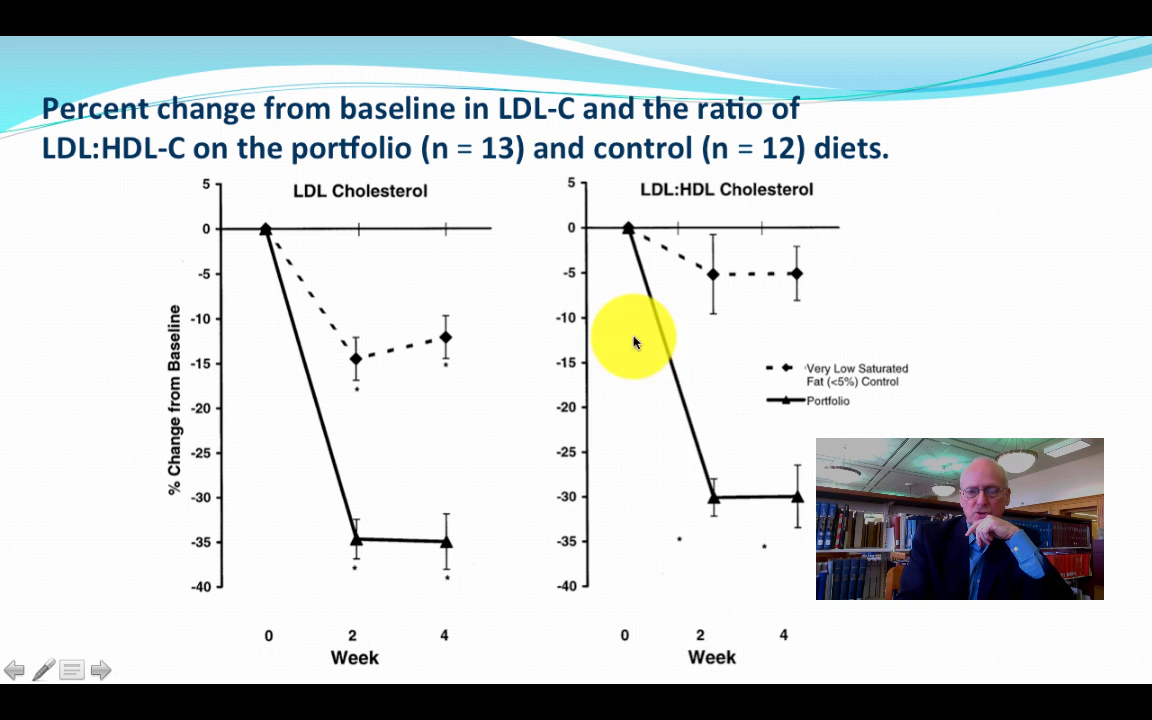 Percent change from baseline in LDL-C and the ratio of
LDL:HDL-C on the portfolio (n = 13) and control (n = 12) diets.
LDL Cholesterol
5
0
-5
-10
-15
-20
-25
-30
-35
-40
% Change from Baseline
*
*
*
*
0 2 4
Week
LDL:HDL Cholesterol
5
0
-5
-10
-15
-20
-25
-30
-35
-40
*
*
0 2 4
Week
Very Low Saturated
Fat (<5%) Control
Portfolio